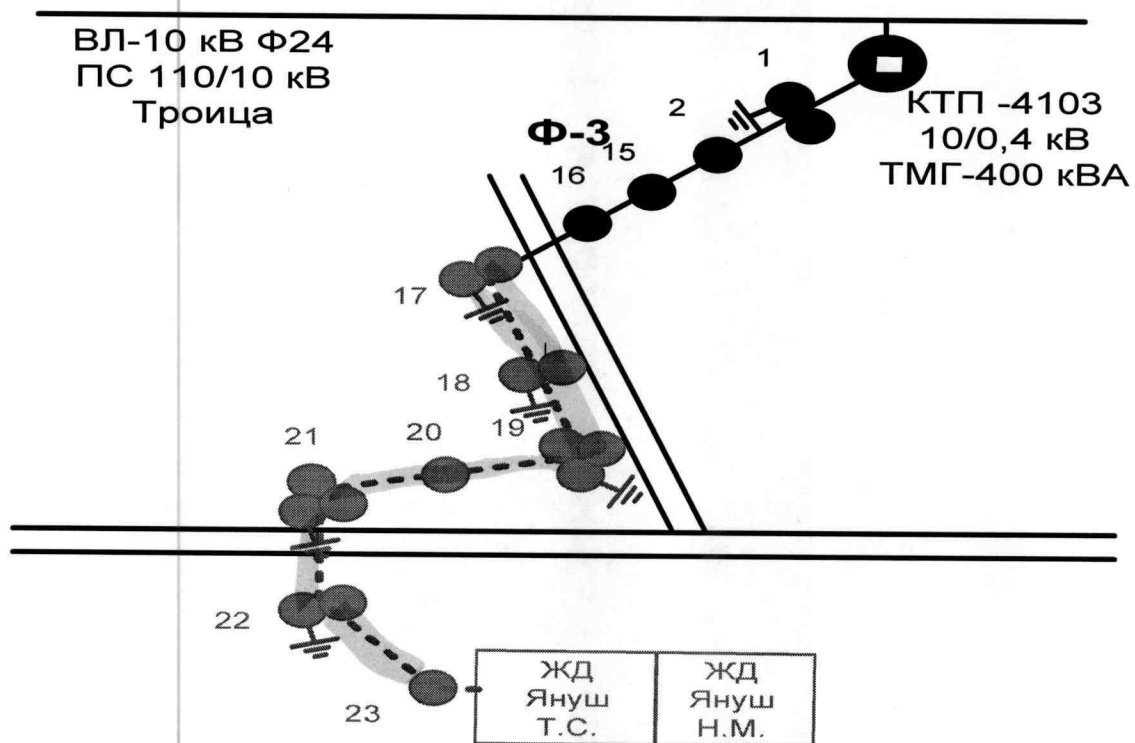 ВЛ-10 кВ Ф24
ПС 110/10 кВ
Троица
1
КТП -4103
10/0,4 кВ
ТМГ-400 кВА
2
Ф-3
15
16
17
18
19
20
21
22
23
ЖД
Януш
Т.С.
ЖД
Януш
Н.М.